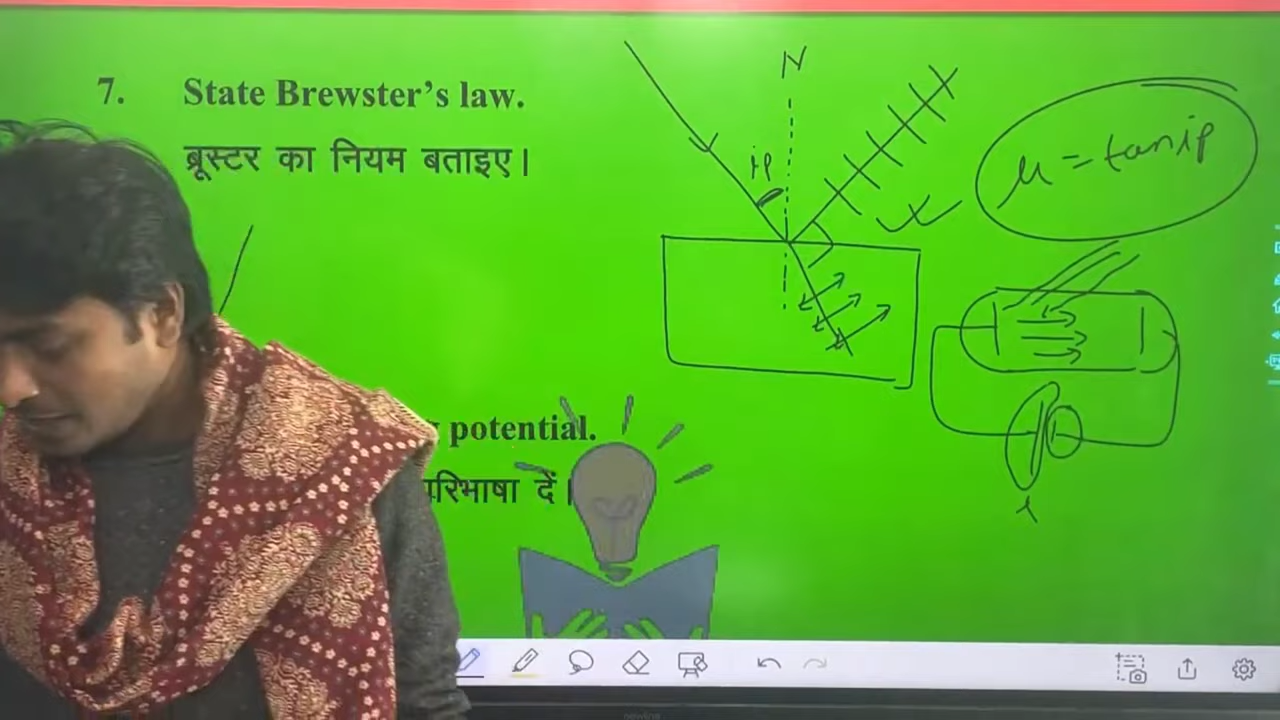 7. State Brewster's law.
ब्रूस्टर का नियम बताइए।
N
ip
μ = tan ip
potential.
परिभाषा दें।